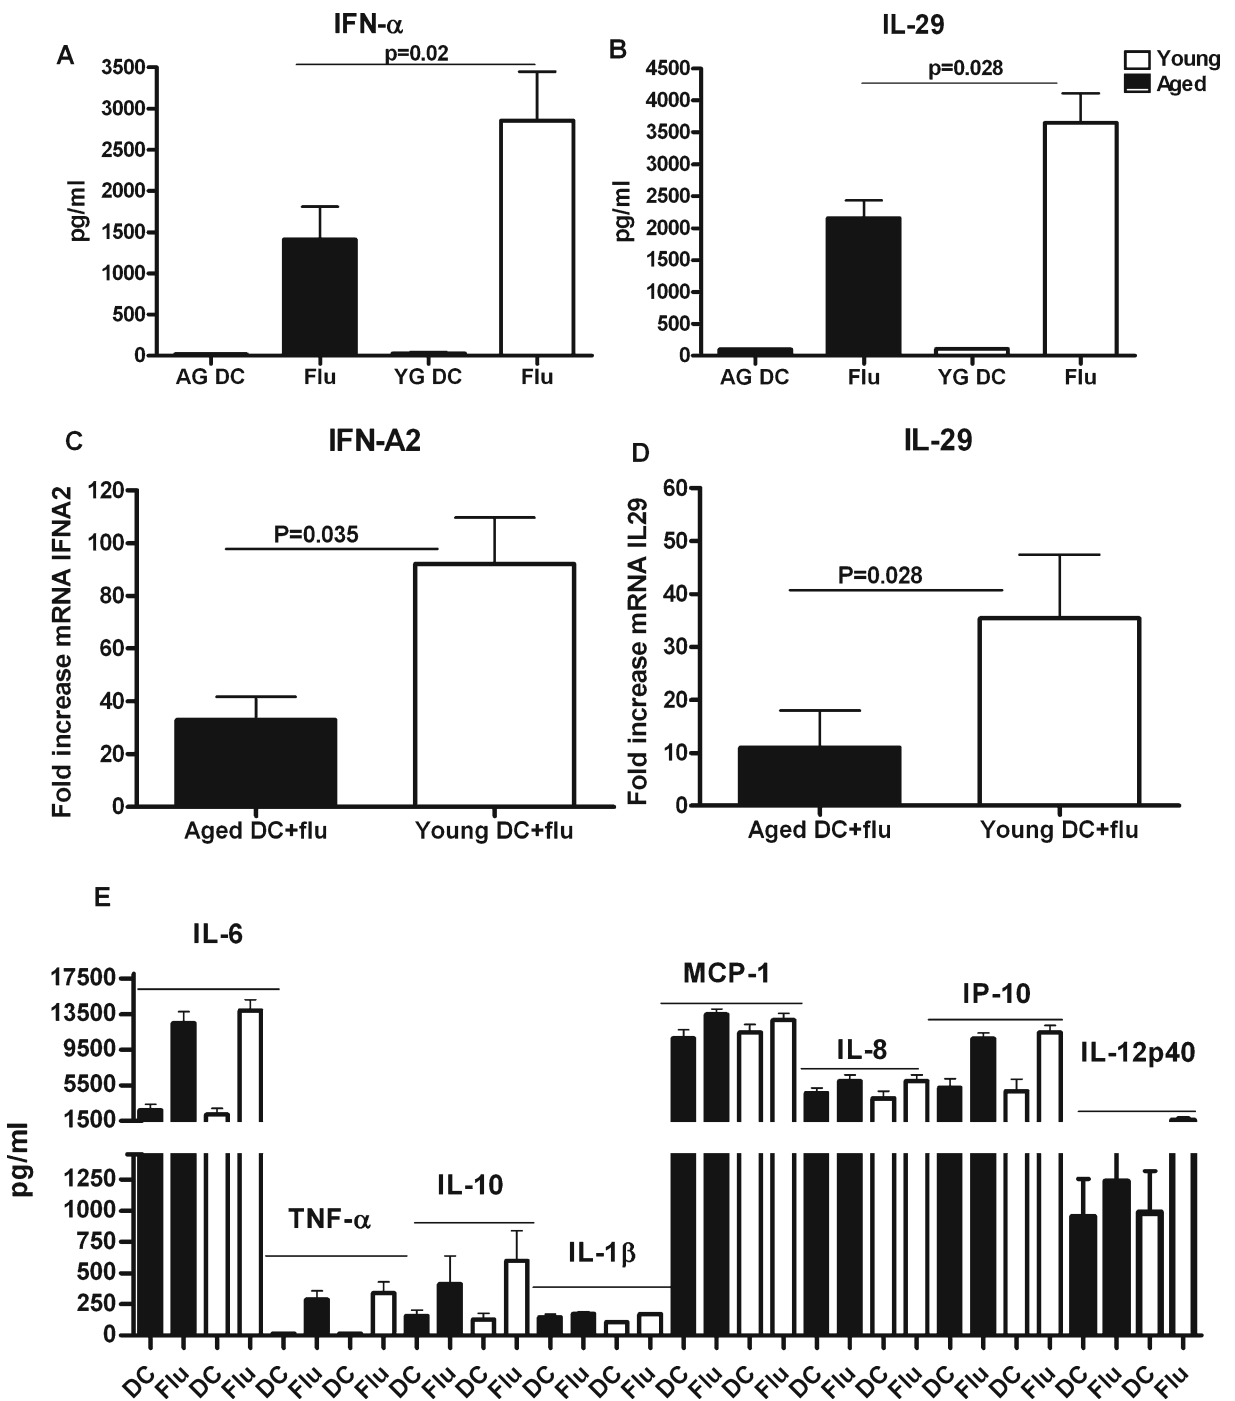 IFN-α
IL-29
A
B
p=0.02
p=0.028
Young
Aged
pg/ml
3500
3000
2500
2000
1500
1000
500
0
AG DC
Flu
YG DC
Flu
pg/ml
4500
4000
3500
3000
2500
2000
1500
1000
500
0
AG DC
Flu
YG DC
Flu
C
IFN-A2
D
IL-29
Fold increase mRNA IFNA2
120
100
80
60
40
20
0
P=0.035
Aged DC+flu
Young DC+flu
Fold increase mRNA IL29
60
50
40
30
20
10
0
P=0.028
Aged DC+flu
Young DC+flu
E
pg/ml
17500
13500
9500
5500
1500
1250
1000
750
500
250
0
IL-6
TNF-α
IL-10
IL-1β
MCP-1
IL-8
IP-10
IL-12p40
DC
Flu
DC
Flu
DC
Flu
DC
Flu
DC
Flu
DC
Flu
DC
Flu
DC
Flu
DC
Flu
DC
Flu
DC
Flu
DC
Flu
DC
Flu
DC
Flu
DC
Flu
DC
Flu